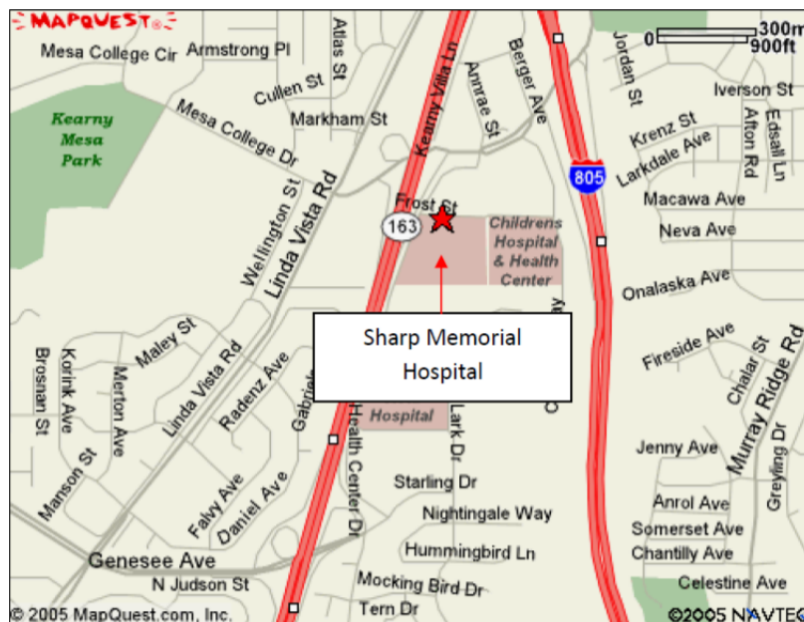 MAPQUEST
300m
0
900ft
Mesa College Cir
Armstrong Pl
Atlas St
Kearny Villa Ln
Berger Ave
Jordan St
Cullen St
Annrae St
Iverson St
Kearny
Mesa
Park
Mesa College Dr
Markham St
Krenz St
Larkdale Ave
Afton Rd
Edsall Ln
805
Wellington St
Linda Vista Rd
Frost St
163
Childrens
Hospital
& Health
Center
Macawa Ave
Neva Ave
Onalaska Ave
Sharp Memorial
Hospital
Maley St
Linda Vista Rd
Radenz Ave
Fireside Ave
Chalar St
Murray Ridge Rd
Brosnan St
Korink Ave
Merton Ave
Hospital
Health Center Dr
Lark Dr
Jenny Ave
Greyling Dr
Manson St
Falvy Ave
Daniel Ave
Starling Dr
Nightingale Way
Anrol Ave
Somerset Ave
Genesee Ave
Hummingbird Ln
Chantilly Ave
N Judson St
Mocking Bird Dr
Celestine Ave
Tern Dr
© 2005 MapQuest.com, Inc.
©2005 NAVTEQ